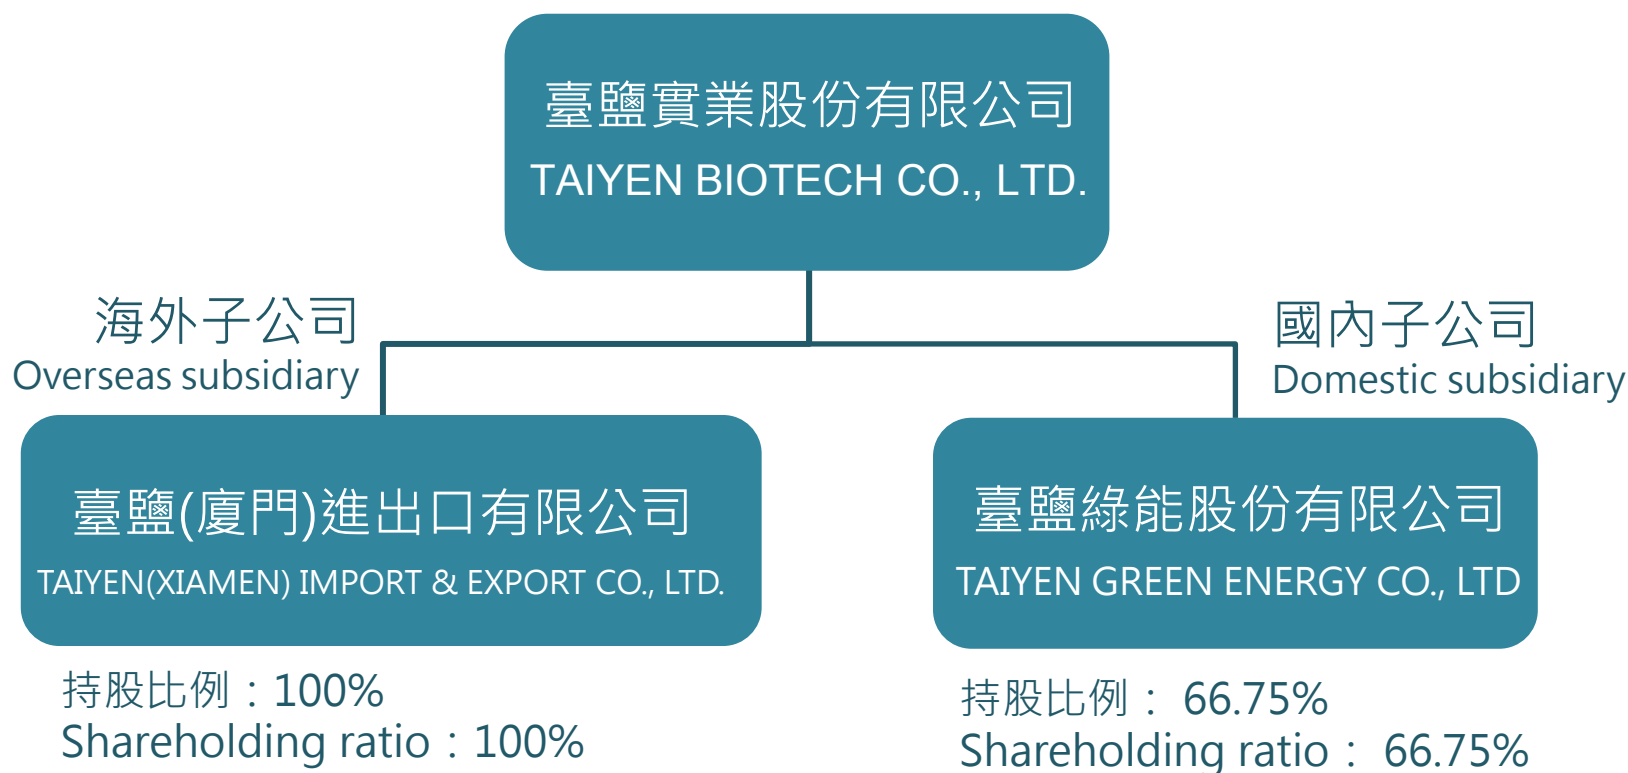 臺鹽實業股份有限公司
TAIYEN BIOTECH CO., LTD.
海外子公司
Overseas subsidiary
國內子公司
Domestic subsidiary
臺鹽(廈門)進出口有限公司
TAIYEN(XIAMEN) IMPORT & EXPORT CO., LTD.
臺鹽綠能股份有限公司
TAIYEN GREEN ENERGY CO., LTD
持股比例：100%
Shareholding ratio：100%
持股比例： 66.75%
Shareholding ratio： 66.75%